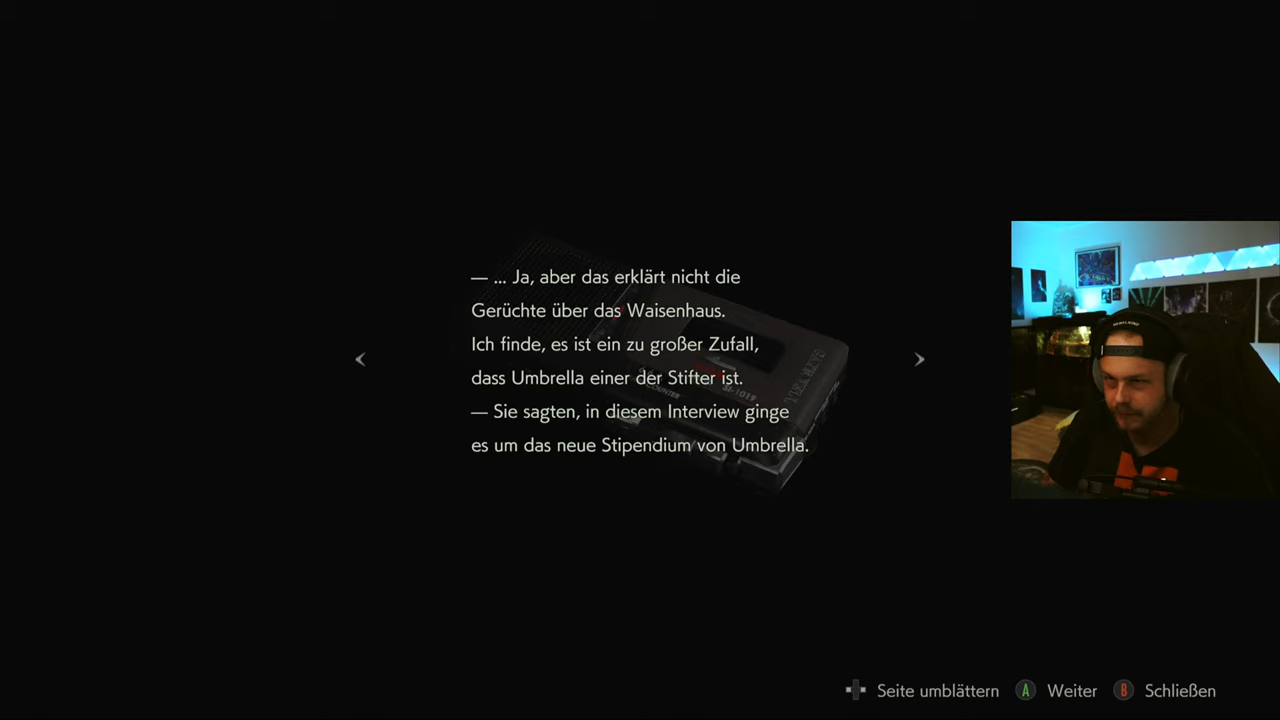 — ... Ja, aber das erklärt nicht die
Gerüchte über das Waisenhaus.
Ich finde, es ist ein zu großer Zufall,
dass Umbrella einer der Stifter ist.
— Sie sagten, in diesem Interview ginge
es um das neue Stipendium von Umbrella.
Seite umblättern
A Weiter
B Schließen